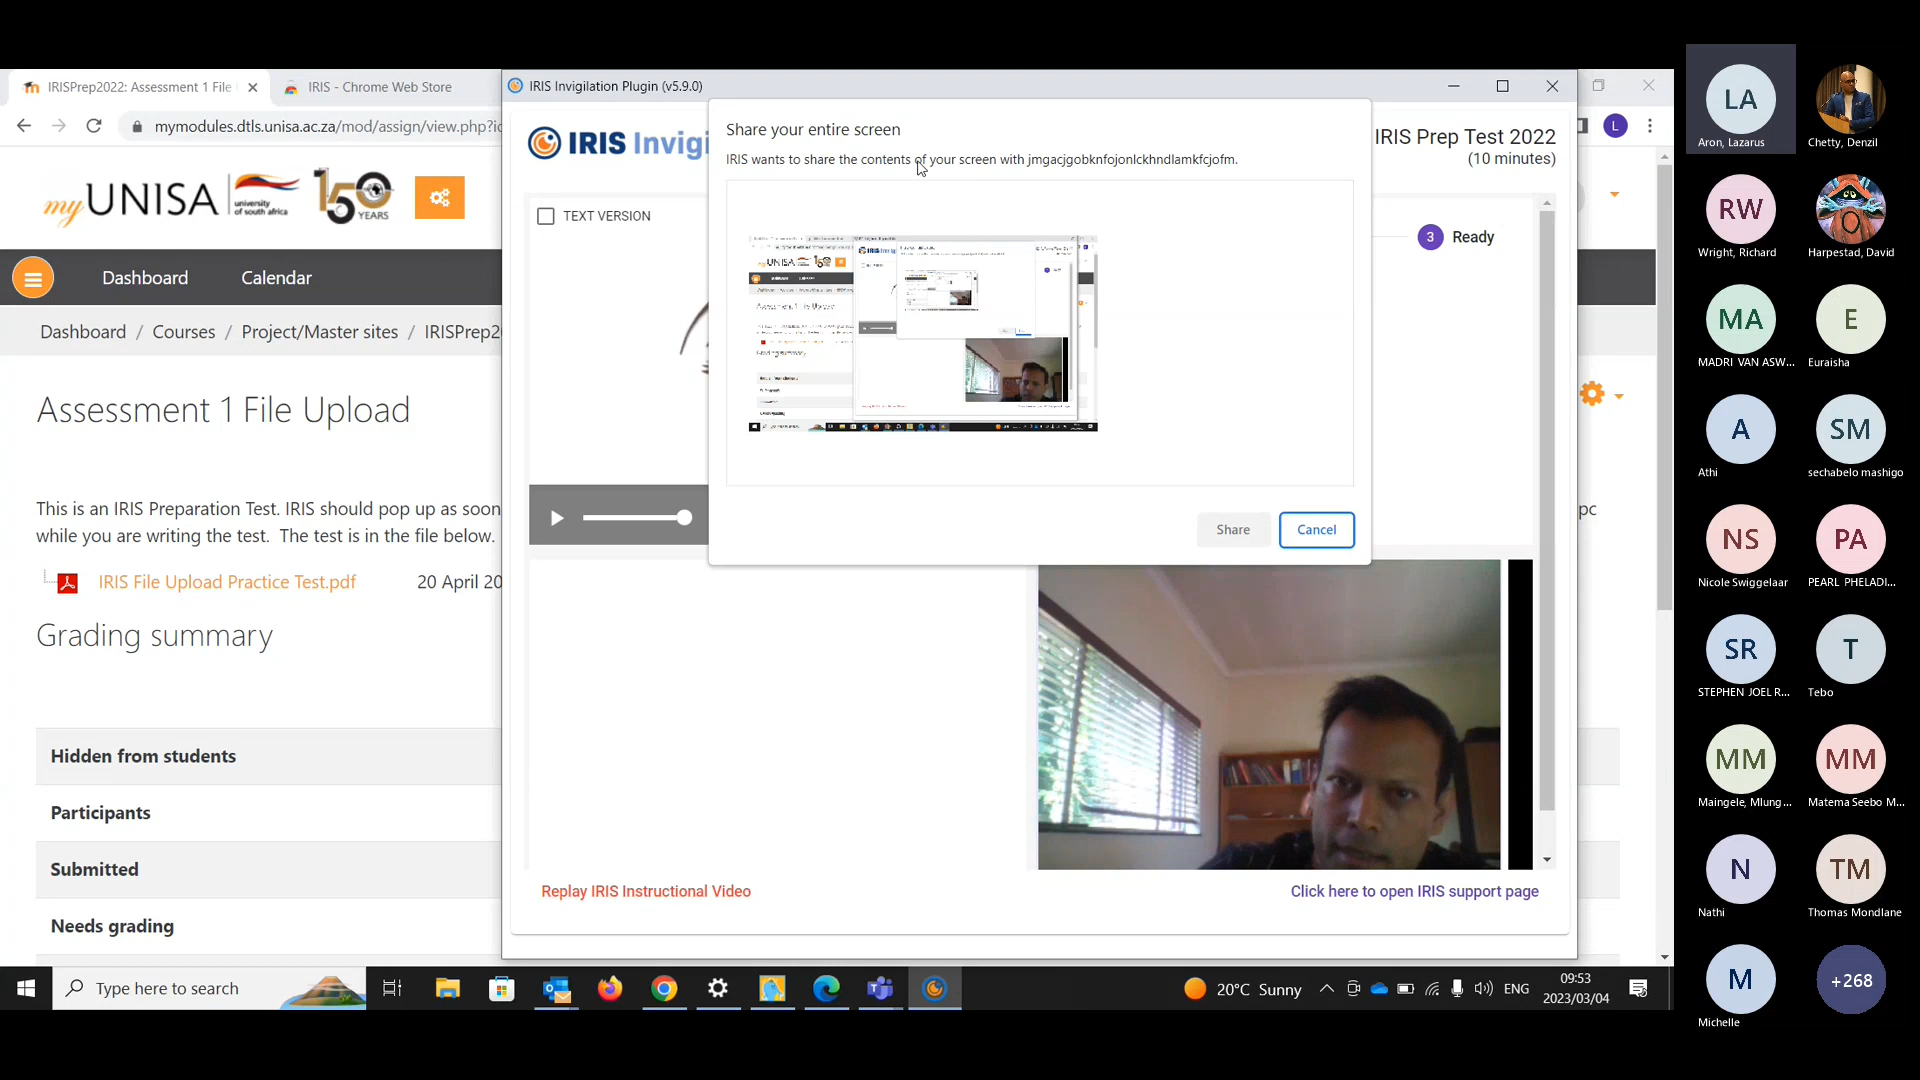 IRISPrep2022: Assessment 1 File
IRIS - Chrome Web Store
mymodules.dtls.unisa.ac.za/mod/assign/view.php?ic
L
myUNISA
university
of south africa
150
YEARS
Dashboard
Calendar
Dashboard / Courses / Project/Master sites / IRISPrep2
Assessment 1 File Upload
This is an IRIS Preparation Test. IRIS should pop up as soon
while you are writing the test. The test is in the file below.
pc
IRIS File Upload Practice Test.pdf
20 April 20
Grading summary
Hidden from students
Participants
Submitted
Needs grading
IRIS Invigilation Plugin (v5.9.0)
IRIS Invigi
IRIS Prep Test 2022
(10 minutes)
TEXT VERSION
3
Ready
Share your entire screen
IRIS wants to share the contents of your screen with jmgacjgobknfojonlckhndlamkfcjofm.
Share
Cancel
Replay IRIS Instructional Video
Click here to open IRIS support page
Type here to search
20°C Sunny
ENG
09:53
2023/03/04
LA
Aron, Lazarus
Chetty, Denzil
RW
Wright, Richard
Harpestad, David
MA
MADRI VAN ASW...
E
Euraisha
A
Athi
SM
sechabelo mashigo
NS
Nicole Swiggelaar
PA
PEARL PHELADI...
SR
STEPHEN JOEL R...
T
Tebo
MM
Maingele, Mlung...
MM
Matema Seebo M...
N
Nathi
TM
Thomas Mondlane
M
Michelle
+268